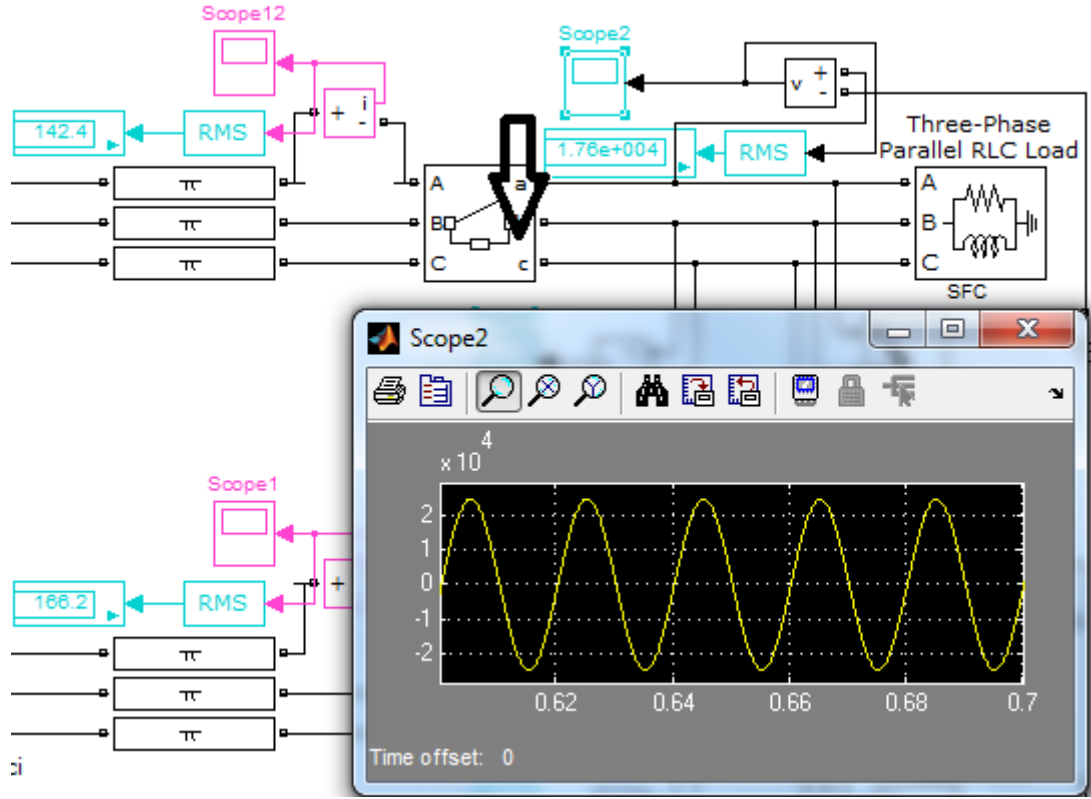 Scope12
Scope2
i
+
-
v
+
-
142.4
RMS
1.76e+004
RMS
Three-Phase
Parallel RLC Load
π
A
a
A
π
B
B
π
C
c
C
SFC
Scope2
4
x 10
2
1
0
-1
-2
0.62
0.64
0.66
0.68
0.7
Time offset: 0
Scope1
+
166.2
RMS
π
π
π
ci